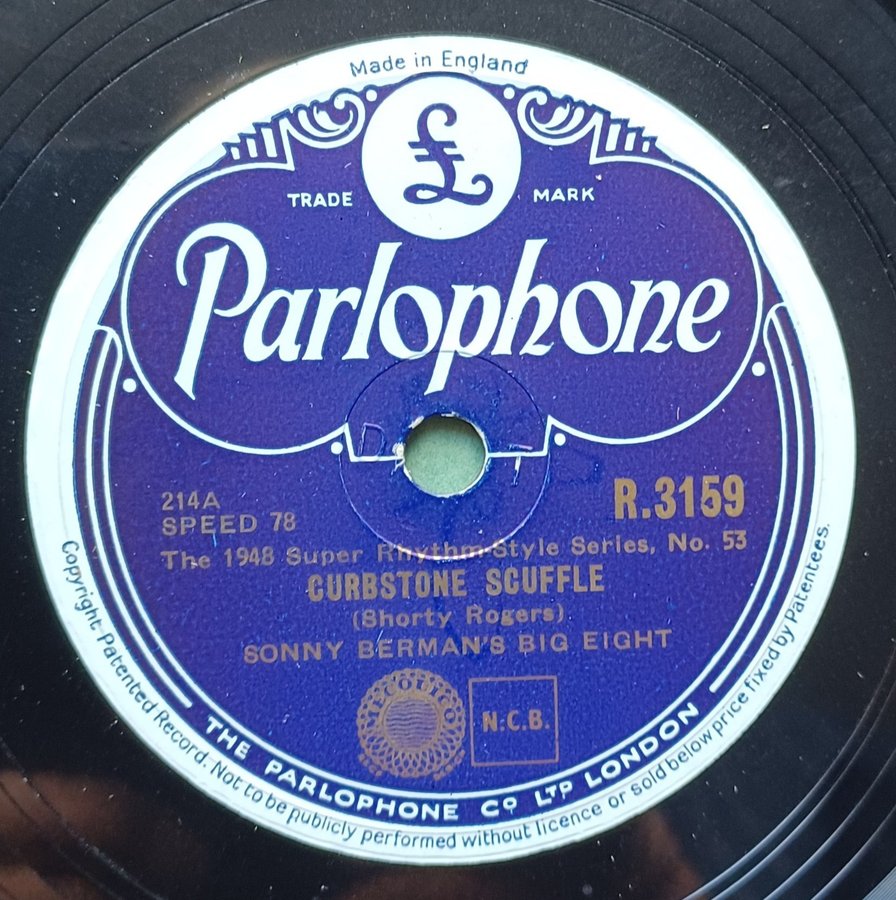 Made in England
£
TRADE MARK
Parlophone
214A
R.3159
SPEED 78
The 1948 Super Rhythm-Style Series, No. 53
CURBSTONE SCUFFLE
(Shorty Rogers)
SONNY BERMAN'S BIG EIGHT
MECOLICO
N.C.B.
THE PARLOPHONE CO LTD LONDON
Copyright. Patented Record. Not to be publicly performed without licence or sold below price fixed by Patentees.